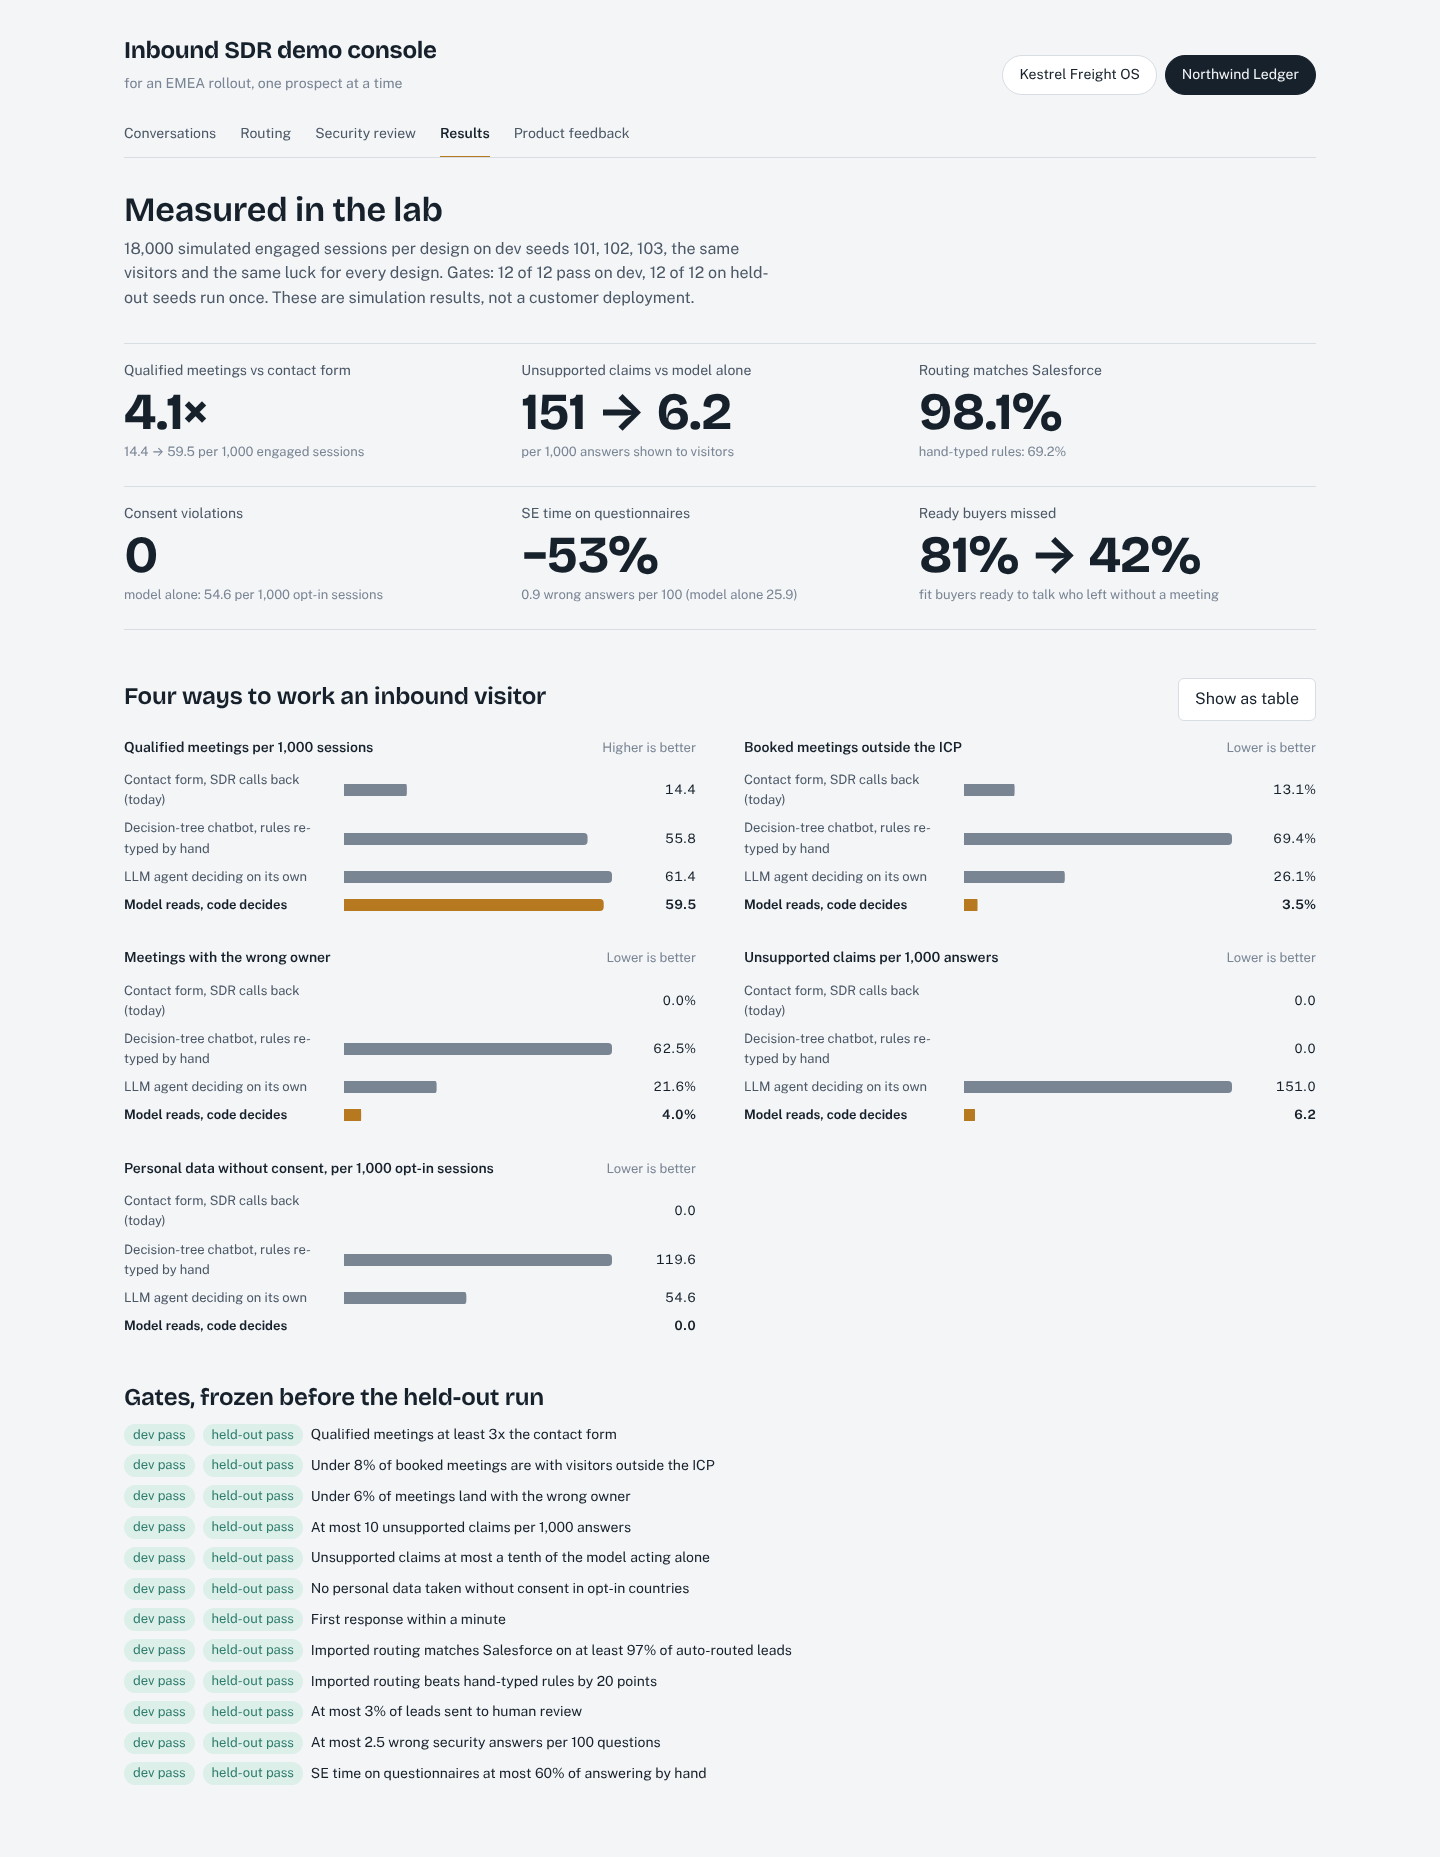 Inbound SDR demo console
for an EMEA rollout, one prospect at a time
Kestrel Freight OS
Northwind Ledger
Conversations
Routing
Security review
Results
Product feedback
Measured in the lab
18,000 simulated engaged sessions per design on dev seeds 101, 102, 103, the same
visitors and the same luck for every design. Gates: 12 of 12 pass on dev, 12 of 12 on held-
out seeds run once. These are simulation results, not a customer deployment.
Qualified meetings vs contact form
4.1×
14.4 → 59.5 per 1,000 engaged sessions
Unsupported claims vs model alone
151 → 6.2
per 1,000 answers shown to visitors
Routing matches Salesforce
98.1%
hand-typed rules: 69.2%
Consent violations
0
model alone: 54.6 per 1,000 opt-in sessions
SE time on questionnaires
−53%
0.9 wrong answers per 100 (model alone 25.9)
Ready buyers missed
81% → 42%
fit buyers ready to talk who left without a meeting
Four ways to work an inbound visitor
Show as table
Qualified meetings per 1,000 sessions
Higher is better
Contact form, SDR calls back
(today)
14.4
Decision-tree chatbot, rules re-
typed by hand
55.8
LLM agent deciding on its own
61.4
Model reads, code decides
59.5
Booked meetings outside the ICP
Lower is better
Contact form, SDR calls back
(today)
13.1%
Decision-tree chatbot, rules re-
typed by hand
69.4%
LLM agent deciding on its own
26.1%
Model reads, code decides
3.5%
Meetings with the wrong owner
Lower is better
Contact form, SDR calls back
(today)
0.0%
Decision-tree chatbot, rules re-
typed by hand
62.5%
LLM agent deciding on its own
21.6%
Model reads, code decides
4.0%
Unsupported claims per 1,000 answers
Lower is better
Contact form, SDR calls back
(today)
0.0
Decision-tree chatbot, rules re-
typed by hand
0.0
LLM agent deciding on its own
151.0
Model reads, code decides
6.2
Personal data without consent, per 1,000 opt-in sessions
Lower is better
Contact form, SDR calls back
(today)
0.0
Decision-tree chatbot, rules re-
typed by hand
119.6
LLM agent deciding on its own
54.6
Model reads, code decides
0.0
Gates, frozen before the held-out run
dev pass held-out pass Qualified meetings at least 3x the contact form
dev pass held-out pass Under 8% of booked meetings are with visitors outside the ICP
dev pass held-out pass Under 6% of meetings land with the wrong owner
dev pass held-out pass At most 10 unsupported claims per 1,000 answers
dev pass held-out pass Unsupported claims at most a tenth of the model acting alone
dev pass held-out pass No personal data taken without consent in opt-in countries
dev pass held-out pass First response within a minute
dev pass held-out pass Imported routing matches Salesforce on at least 97% of auto-routed leads
dev pass held-out pass Imported routing beats hand-typed rules by 20 points
dev pass held-out pass At most 3% of leads sent to human review
dev pass held-out pass At most 2.5 wrong security answers per 100 questions
dev pass held-out pass SE time on questionnaires at most 60% of answering by hand